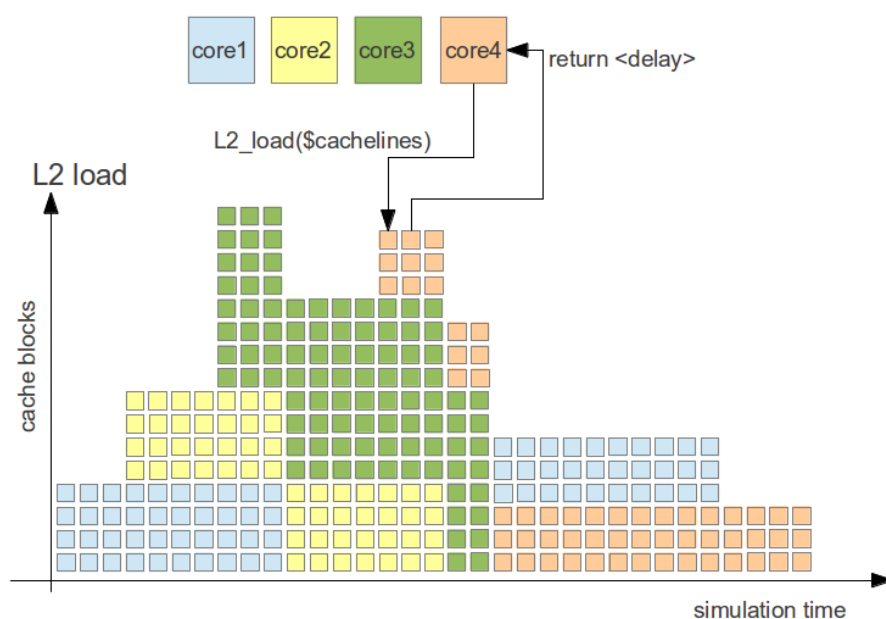 core1
core2
core3
core4
return <delay>
L2_load($cachelines)
L2 load
cache blocks
simulation time